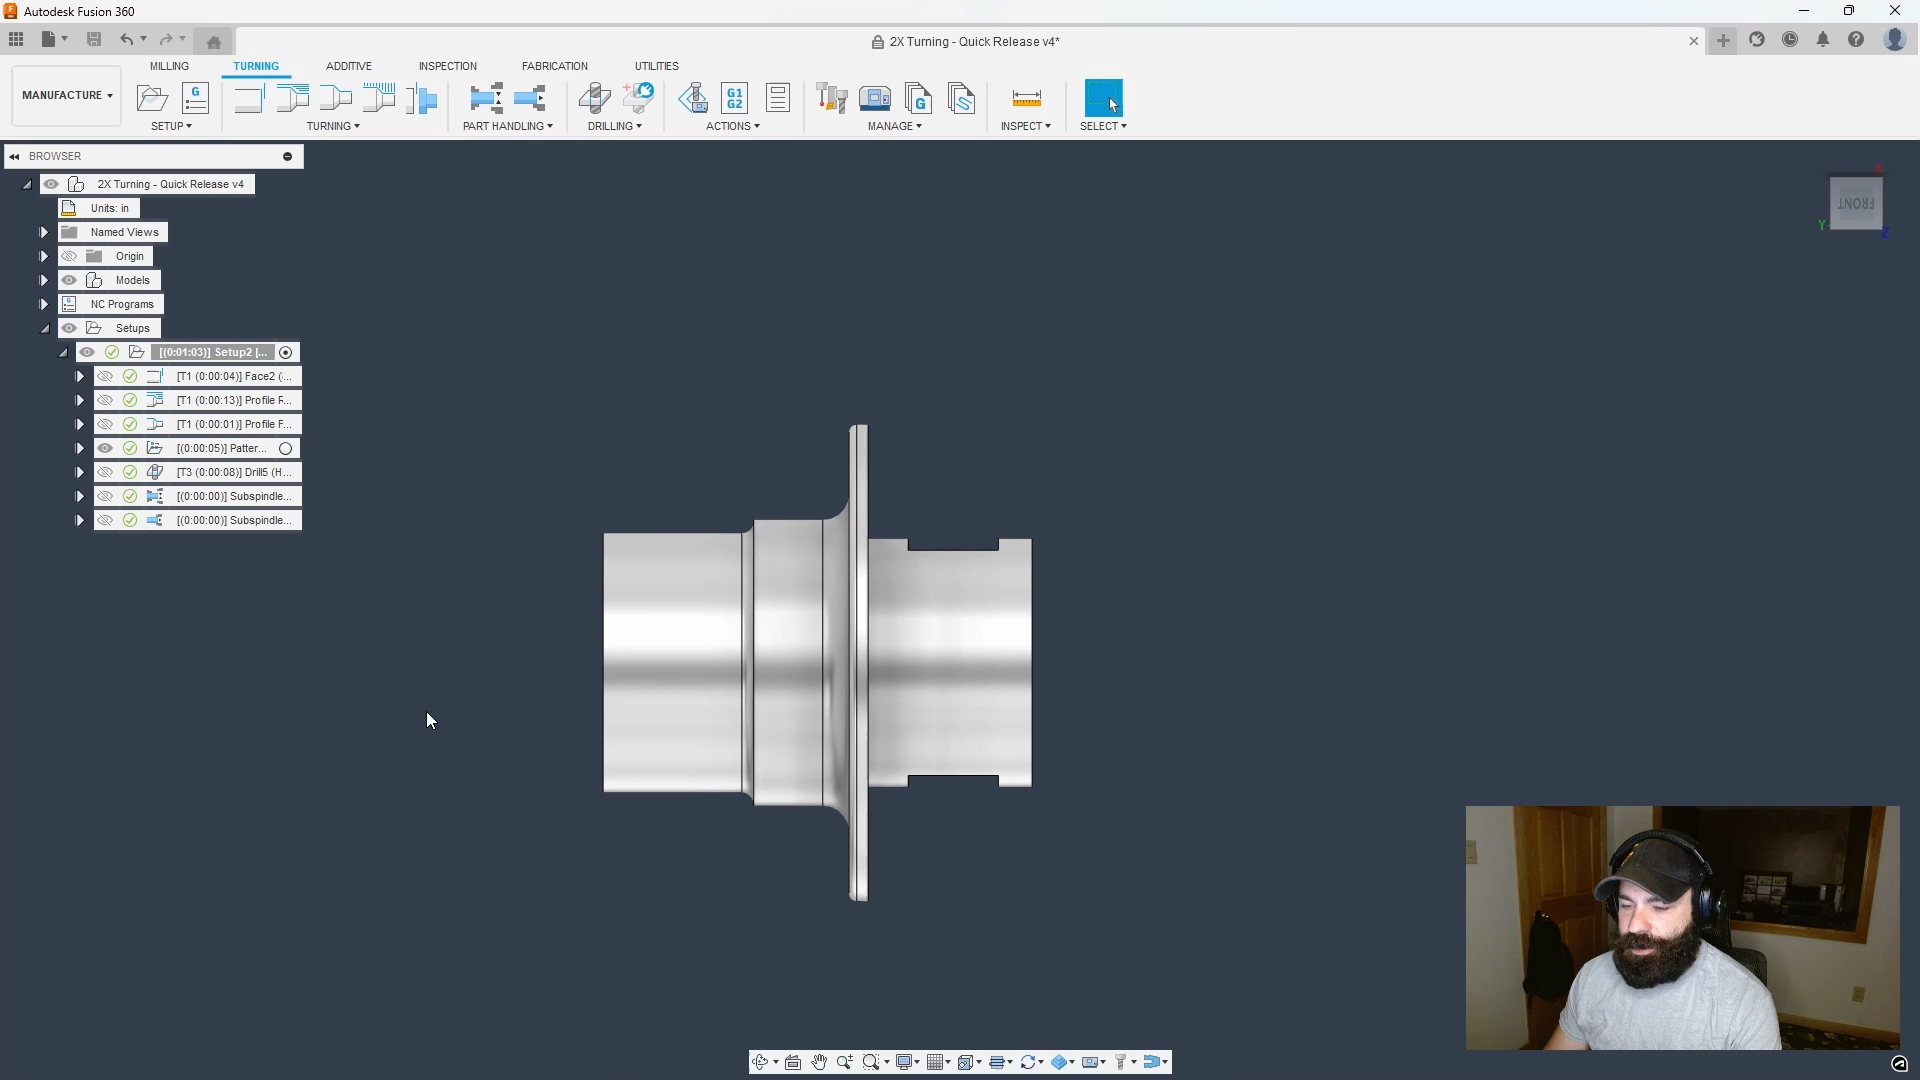 Autodesk Fusion 360
2X Turning - Quick Release v4*
MILLING
TURNING
ADDITIVE
INSPECTION
FABRICATION
UTILITIES
MANUFACTURE
G
G1
G2
G
SETUP
TURNING
PART HANDLING
DRILLING
ACTIONS
MANAGE
INSPECT
SELECT
BROWSER
2X Turning - Quick Release v4
Units: in
Named Views
Origin
Models
NC Programs
Setups
[(0:01:03)] Setup2 |...
[T1 (0:00:04)] Face2 (...
[T1 (0:00:13)] Profile R...
[T1 (0:00:01)] Profile F...
[(0:00:05)] Patter...
[T3 (0:00:08)] Drill5 (H...
[(0:00:00)] Subspindle...
[(0:00:00)] Subspindle...
FRONT
Y
Z